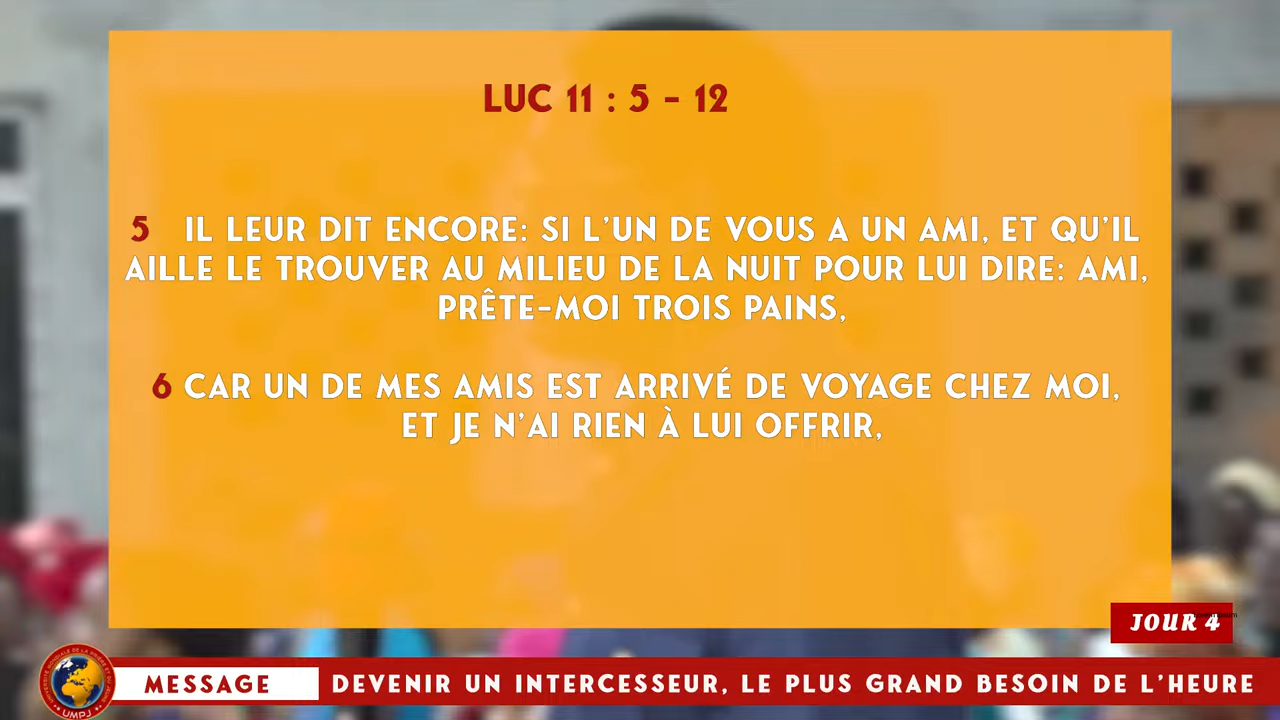 LUC 11 : 5 - 12
5 IL LEUR DIT ENCORE: SI L'UN DE VOUS A UN AMI, ET QU'IL
AILLE LE TROUVER AU MILIEU DE LA NUIT POUR LUI DIRE: AMI,
PRÊTE-MOI TROIS PAINS,
6 CAR UN DE MES AMIS EST ARRIVÉ DE VOYAGE CHEZ MOI,
ET JE N'AI RIEN À LUI OFFRIR,
JOUR 4
UMPJ
MESSAGE
DEVENIR UN INTERCESSEUR, LE PLUS GRAND BESOIN DE L'HEURE